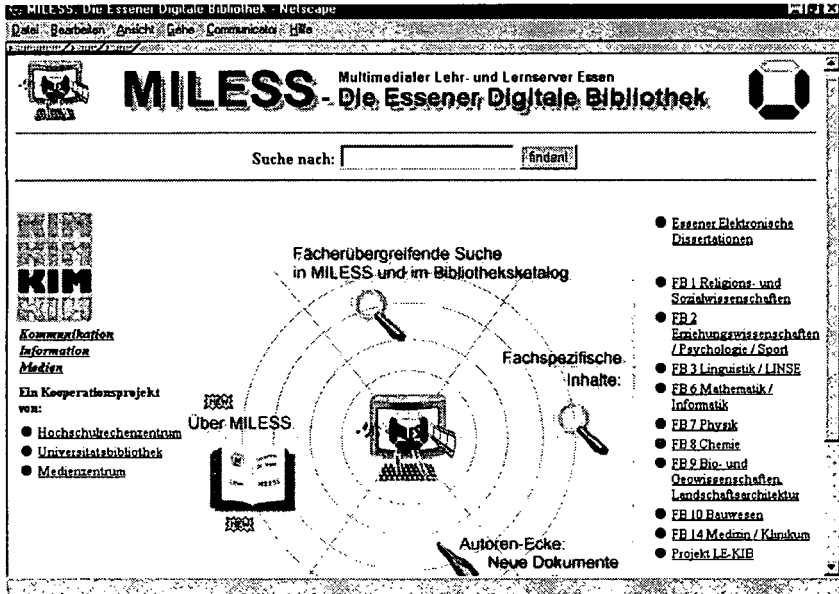 MILESS, Die Essener Digitale Bibliothek - Netscape
Datei Bearbeiten Ansicht Gehe Communicator Hilfe
MILESS - Multimedialer Lehr- und Lernserver Essen
Die Essener Digitale Bibliothek
Suche nach: finden!
KIM
KIM
KIM
KIM
Kommunikation
Information
Medien
Ein Kooperationsprojekt
von:
Hochschulrechenzentrum
Universitätsbibliothek
Medienzentrum
Fächerübergreifende Suche
in MILESS und im Bibliothekskatalog
Fachspezifische
Inhalte:
Über MILESS
MILESS
Autoren-Ecke:
Neue Dokumente
Essener Elektronische
Dissertationen
FB 1 Religions- und
Sozialwissenschaften
FB 2
Erziehungswissenschaften
/ Psychologie / Sport
FB 3 Linguistik / LINSE
FB 6 Mathematik /
Informatik
FB 7 Physik
FB 8 Chemie
FB 9 Bio- und
Geowissenschaften,
Landschaftsarchitektur
FB 10 Bauwesen
FB 14 Medizin / Klinikum
Projekt LE-KIB